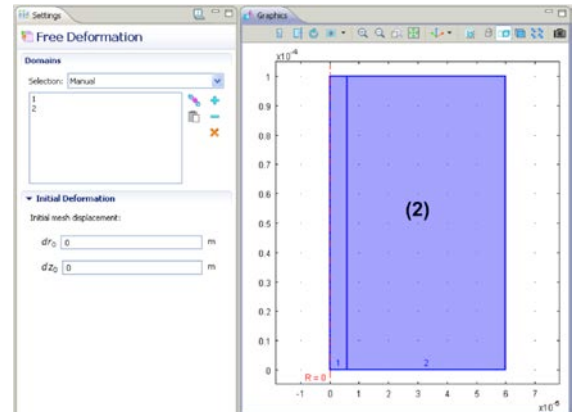 Settings
Free Deformation
Domains
Selection: Manual
1
2
Initial Deformation
Initial mesh displacement:
dr₀ 0 m
dz₀ 0 m
Graphics
x10⁻⁴
1
0.9
0.8
0.7
0.6
0.5
0.4
0.3
0.2
0.1
0
(2)
1 2
R = 0
-1 0 1 2 3 4 5 6 7
x10⁻⁶